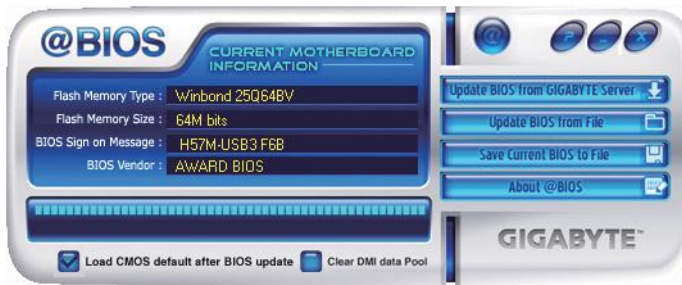 @BIOS
CURRENT MOTHERBOARD
INFORMATION
Flash Memory Type : Winbond 25Q64BV
Flash Memory Size : 64M bits
BIOS Sign on Message : H57M-USB3 F6B
BIOS Vendor : AWARD BIOS
Load CMOS default after BIOS update
Clear DMI data Pool
@
? - X
Update BIOS from GIGABYTE Server
Update BIOS from File
Save Current BIOS to File
About @BIOS
GIGABYTE™